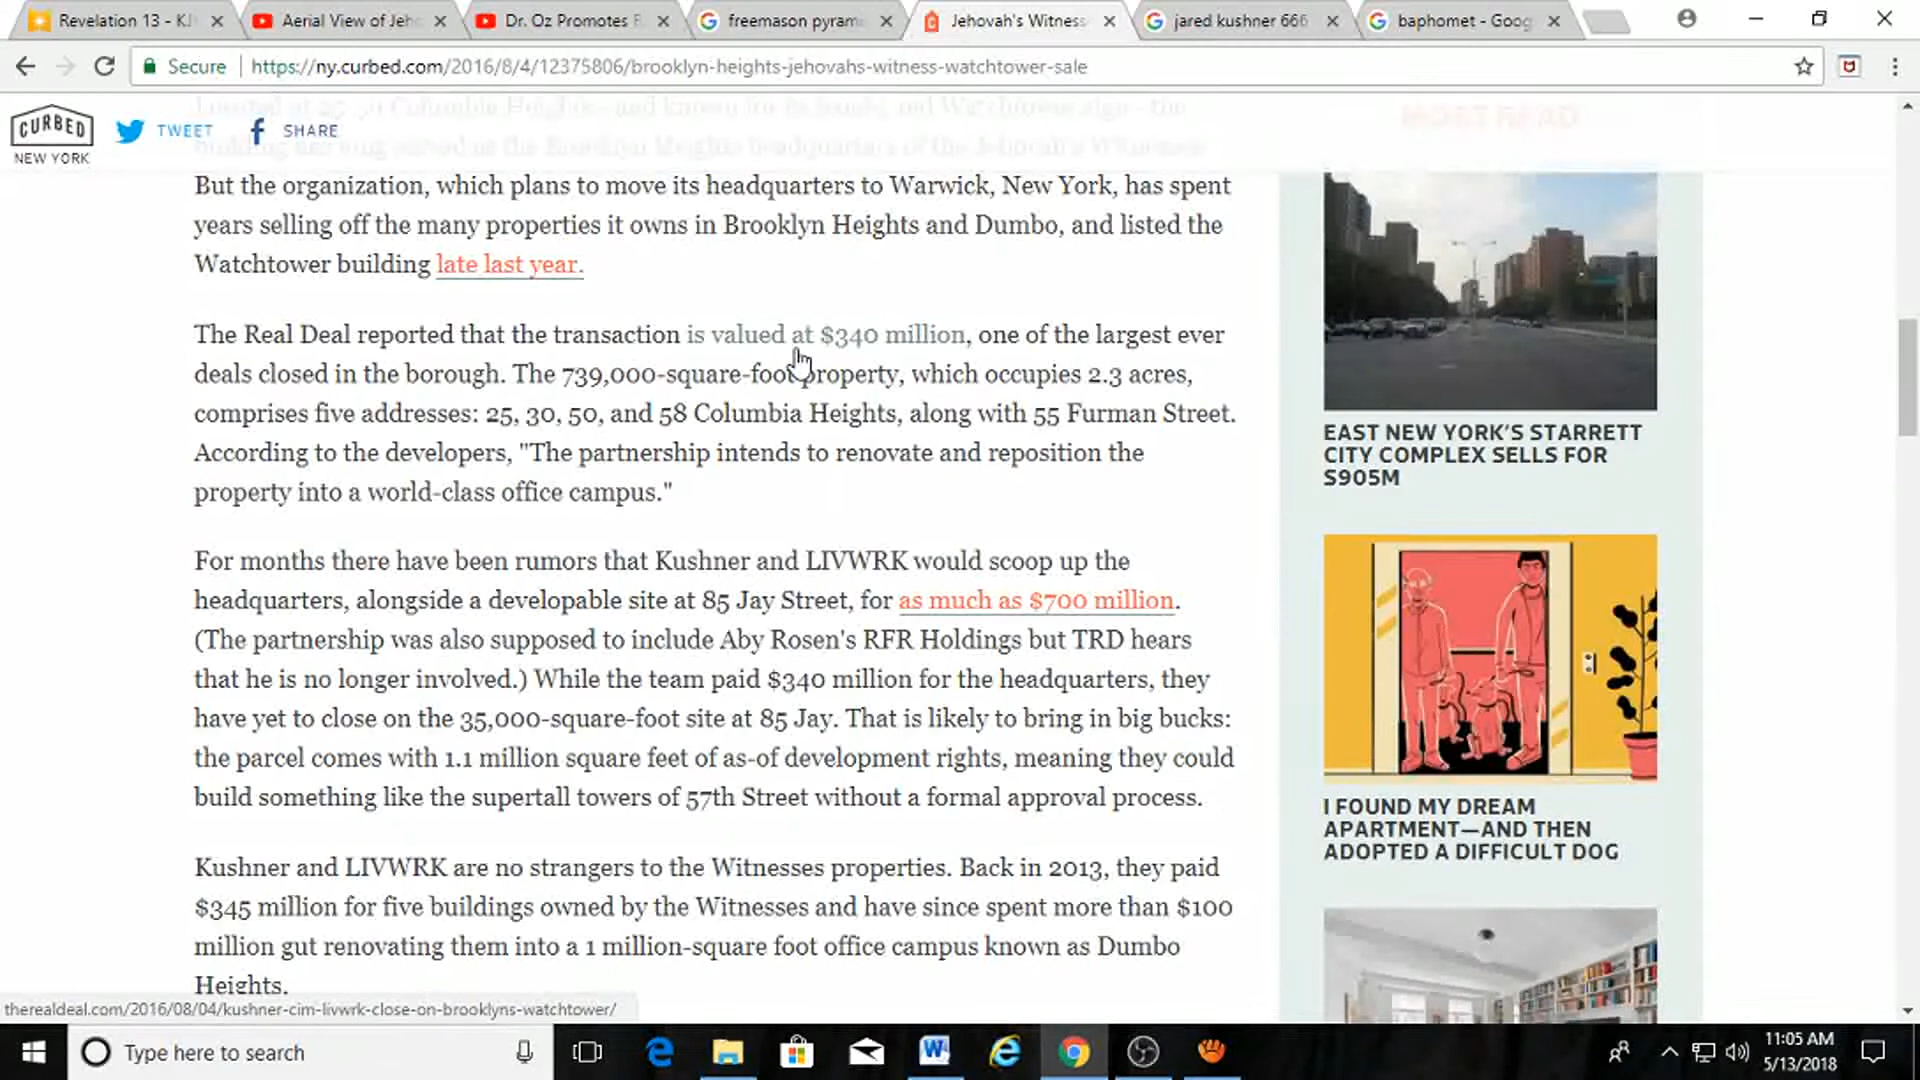 Revelation 13 - KJ
Aerial View of Jeh
Dr. Oz Promotes
freemason pyram
Jehovah's Witness
jared kushner 666
baphomet - Goog
Secure
https://ny.curbed.com/2016/8/4/12375806/brooklyn-heights-jehovahs-witness-watchtower-sale
CURBED
NEW YORK
TWEET
SHARE
MOST READ
But the organization, which plans to move its headquarters to Warwick, New York, has spent
years selling off the many properties it owns in Brooklyn Heights and Dumbo, and listed the
Watchtower building late last year.
The Real Deal reported that the transaction is valued at $340 million, one of the largest ever
deals closed in the borough. The 739,000-square-foot property, which occupies 2.3 acres,
comprises five addresses: 25, 30, 50, and 58 Columbia Heights, along with 55 Furman Street.
According to the developers, "The partnership intends to renovate and reposition the
property into a world-class office campus."
For months there have been rumors that Kushner and LIVWRK would scoop up the
headquarters, alongside a developable site at 85 Jay Street, for as much as $700 million.
(The partnership was also supposed to include Aby Rosen's RFR Holdings but TRD hears
that he is no longer involved.) While the team paid $340 million for the headquarters, they
have yet to close on the 35,000-square-foot site at 85 Jay. That is likely to bring in big bucks:
the parcel comes with 1.1 million square feet of as-of development rights, meaning they could
build something like the supertall towers of 57th Street without a formal approval process.
Kushner and LIVWRK are no strangers to the Witnesses properties. Back in 2013, they paid
$345 million for five buildings owned by the Witnesses and have since spent more than $100
million gut renovating them into a 1 million-square foot office campus known as Dumbo
Heights.
EAST NEW YORK'S STARRETT
CITY COMPLEX SELLS FOR
$905M
I FOUND MY DREAM
APARTMENT—AND THEN
ADOPTED A DIFFICULT DOG
therealdeal.com/2016/08/04/kushner-cim-livwrk-close-on-brooklyns-watchtower/
Type here to search
11:05 AM
5/13/2018